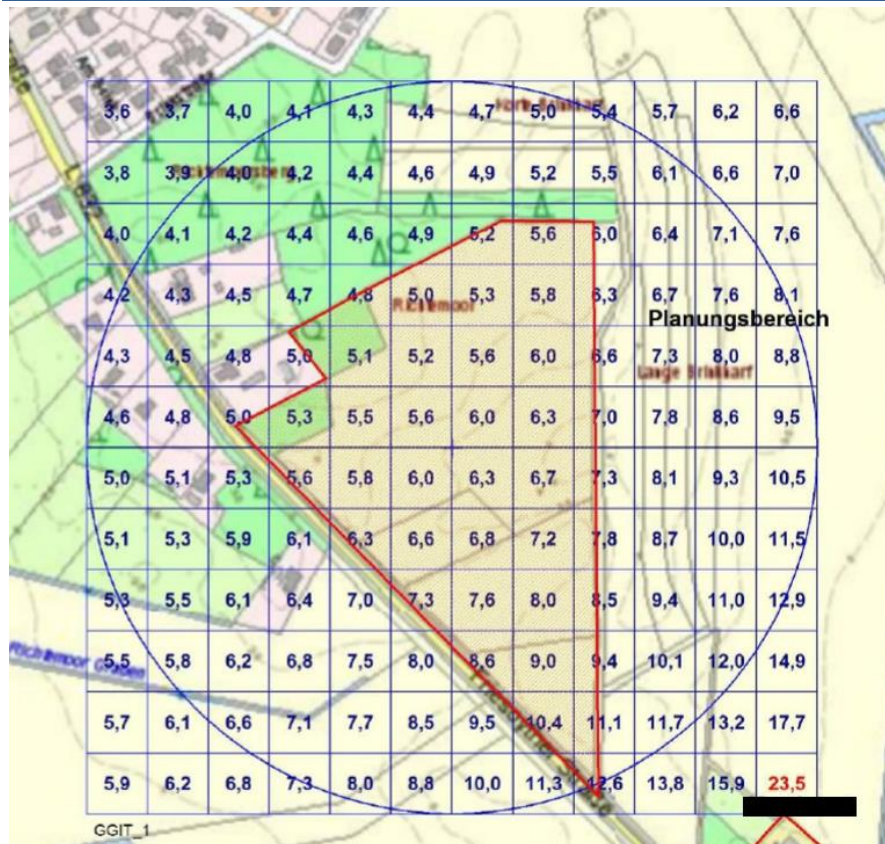 3,6 3,7 4,0 4,1 4,3 4,4 4,7 5,0 5,4 5,7 6,2 6,6
3,8 3,9 4,0 4,2 4,4 4,6 4,9 5,2 5,5 6,1 6,6 7,0
4,0 4,1 4,2 4,4 4,6 4,9 5,2 5,6 6,0 6,4 7,1 7,6
4,2 4,3 4,5 4,7 4,8 5,0 5,3 5,8 6,3 6,7 7,6 8,1
Richtemoor
Planungsbereich
4,3 4,5 4,8 5,0 5,1 5,2 5,6 6,0 6,6 7,3 8,0 8,8
4,6 4,8 5,0 5,3 5,5 5,6 6,0 6,3 7,0 7,8 8,6 9,5
5,0 5,1 5,3 5,6 5,8 6,0 6,3 6,7 7,3 8,1 9,3 10,5
5,1 5,3 5,9 6,1 6,3 6,6 6,8 7,2 7,8 8,7 10,0 11,5
5,3 5,5 6,1 6,4 7,0 7,3 7,6 8,0 8,5 9,4 11,0 12,9
5,5 5,8 6,2 6,8 7,5 8,0 8,6 9,0 9,4 10,1 12,0 14,9
Richtemoor Graben
5,7 6,1 6,6 7,1 7,7 8,5 9,5 10,4 11,1 11,7 13,2 17,7
Friesoyther Straße
5,9 6,2 6,8 7,3 8,0 8,8 10,0 11,3 12,6 13,8 15,9 23,5
GGIT_1